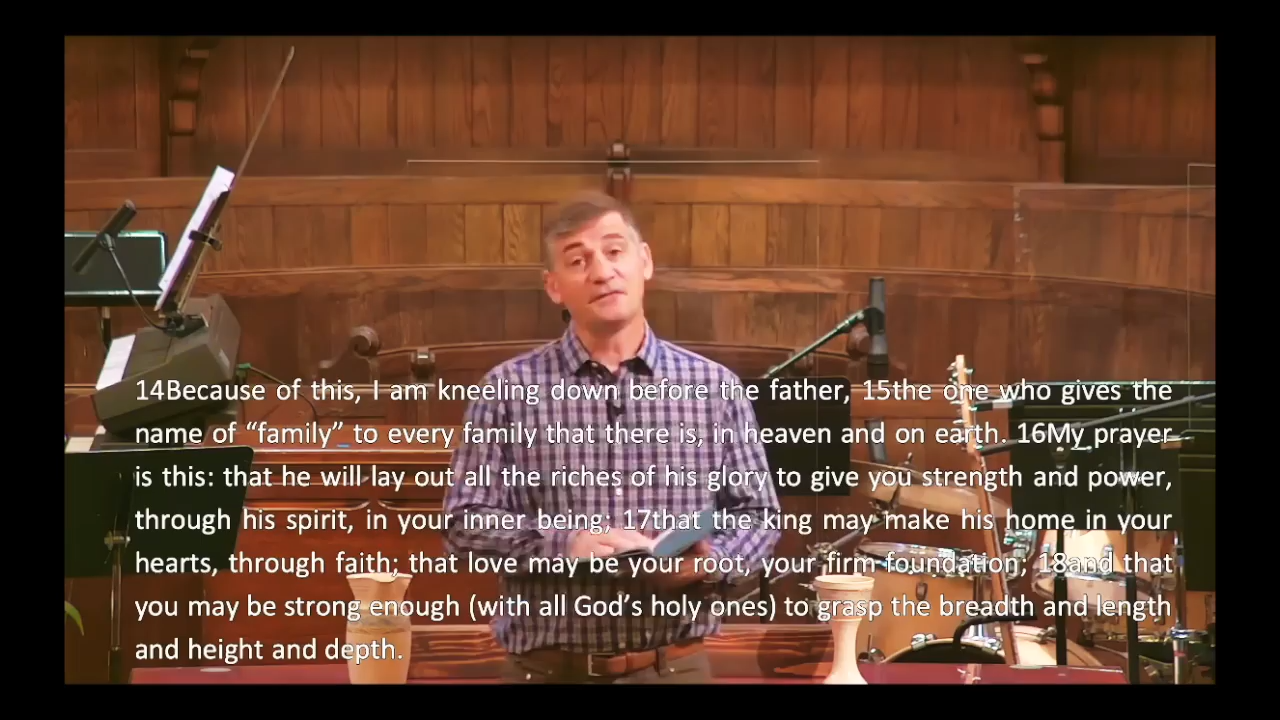 14Because of this, I am kneeling down before the father, 15the one who gives the
name of “family” to every family that there is, in heaven and on earth. 16My prayer
is this: that he will lay out all the riches of his glory to give you strength and power,
through his spirit, in your inner being; 17that the king may make his home in your
hearts, through faith; that love may be your root, your firm foundation; 18and that
you may be strong enough (with all God’s holy ones) to grasp the breadth and length
and height and depth.